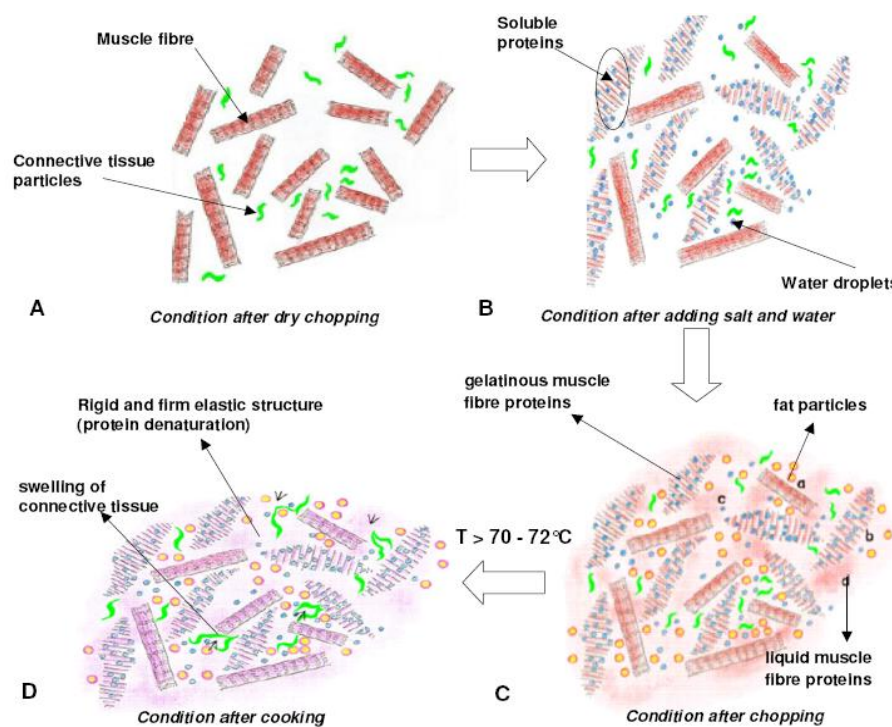 Muscle fibre
Connective tissue
particles
A
Condition after dry chopping
Soluble
proteins
Water droplets
B
Condition after adding salt and water
gelatinous muscle
fibre proteins
fat particles
a
c
b
d
liquid muscle
fibre proteins
C
Condition after chopping
T > 70 - 72°C
Rigid and firm elastic structure
(protein denaturation)
swelling of
connective tissue
D
Condition after cooking